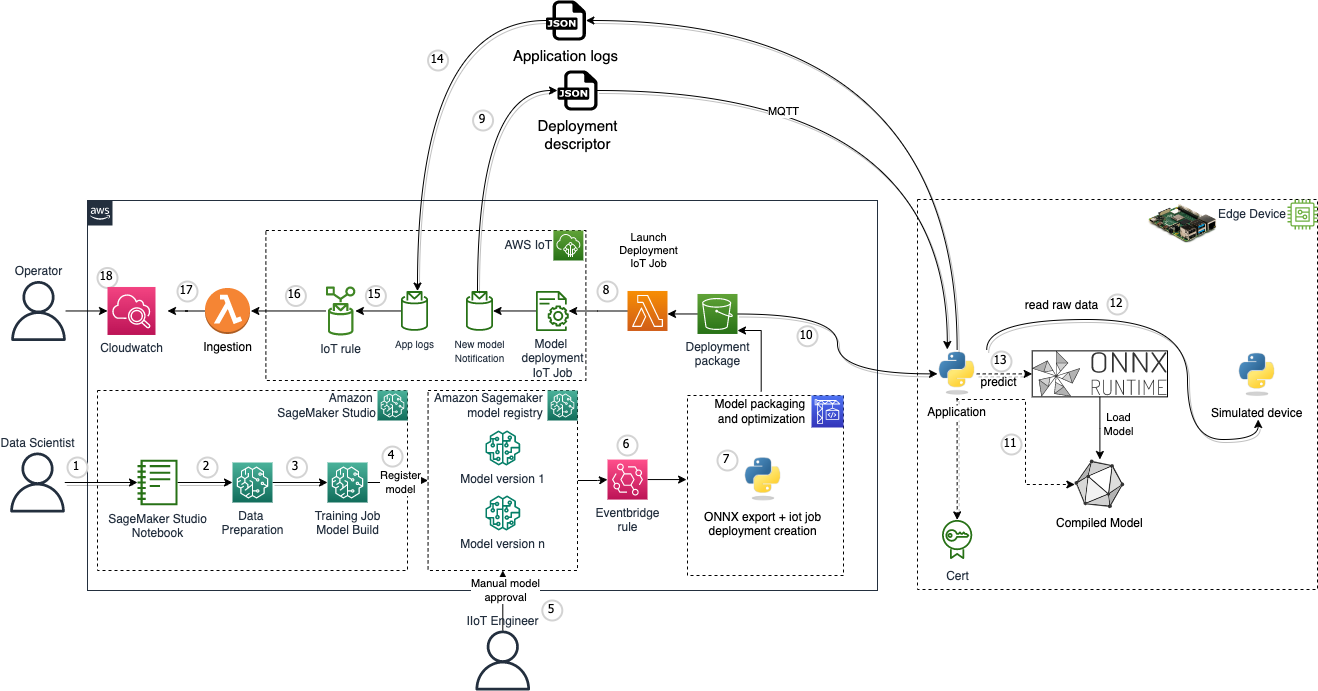 JSON
Application logs
14
JSON
9
MQTT
Deployment
descriptor
aws
Edge Device
AWS IoT
Launch
Deployment
IoT Job
Operator
18
17
16
15
8
12
read raw data
10
13
predict
ONNX
RUNTIME
Cloudwatch
Ingestion
IoT rule
App logs
New model
Notification
Model
deployment
IoT Job
Deployment
package
Application
Simulated device
Amazon
SageMaker Studio
Amazon Sagemaker
model registry
Model packaging
and optimization
Load
Model
11
Data Scientist
1
2
3
4
Register
model
Model version 1
6
7
SageMaker Studio
Notebook
Data
Preparation
Training Job
Model Build
Model version n
Eventbridge
rule
ONNX export + iot job
deployment creation
Compiled Model
Cert
Manual model
approval
5
IIoT Engineer